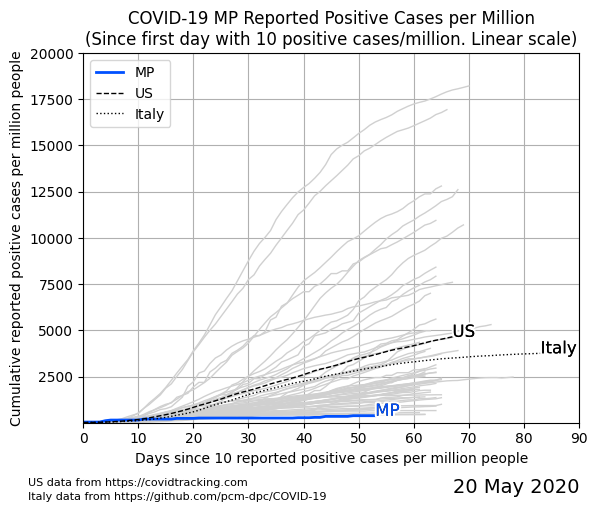 COVID-19 MP Reported Positive Cases per Million
(Since first day with 10 positive cases/million. Linear scale)
Cumulative reported positive cases per million people
20000
17500
15000
12500
10000
7500
5000
2500
MP
US
Italy
US
Italy
MP
0 10 20 30 40 50 60 70 80 90
Days since 10 reported positive cases per million people
US data from https://covidtracking.com
Italy data from https://github.com/pcm-dpc/COVID-19
20 May 2020